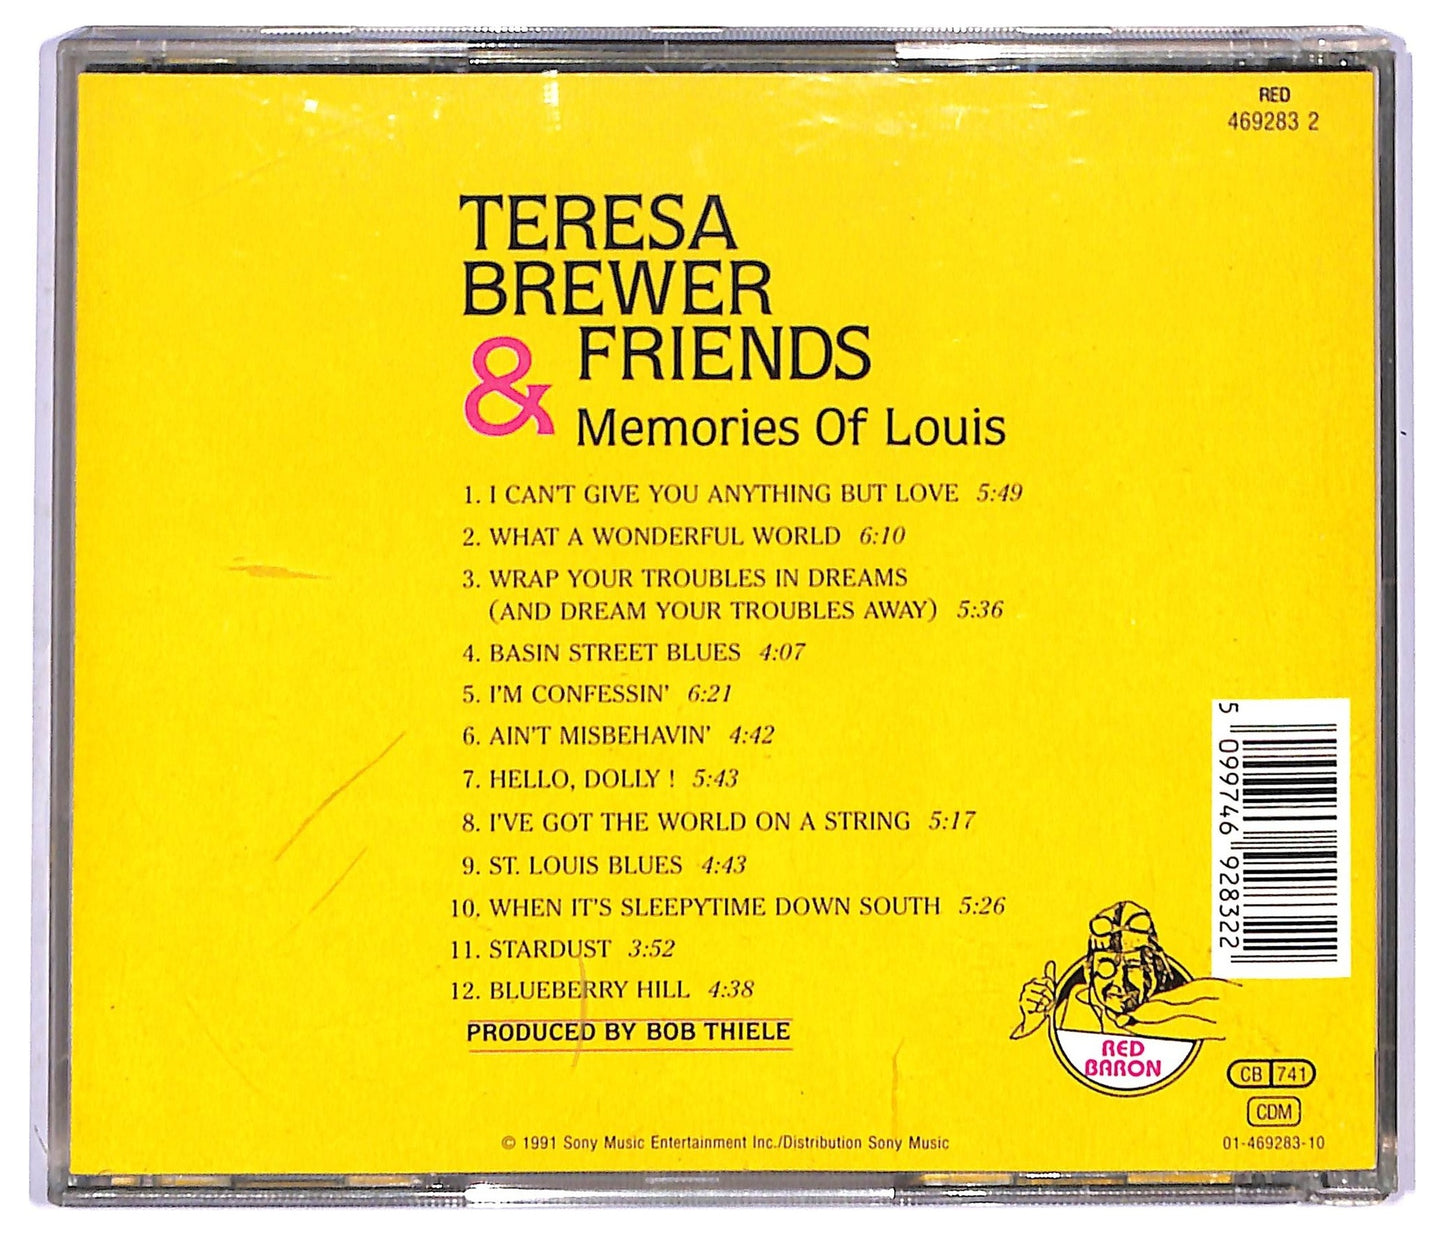 RED
469283 2
TERESA
BREWER
& FRIENDS
Memories Of Louis
1. I CAN'T GIVE YOU ANYTHING BUT LOVE 5:49
2. WHAT A WONDERFUL WORLD 6:10
3. WRAP YOUR TROUBLES IN DREAMS
(AND DREAM YOUR TROUBLES AWAY) 5:36
4. BASIN STREET BLUES 4:07
5. I'M CONFESSIN' 6:21
6. AIN'T MISBEHAVIN' 4:42
7. HELLO, DOLLY ! 5:43
8. I'VE GOT THE WORLD ON A STRING 5:17
9. ST. LOUIS BLUES 4:43
10. WHEN IT'S SLEEPYTIME DOWN SOUTH 5:26
11. STARDUST 3:52
12. BLUEBERRY HILL 4:38
PRODUCED BY BOB THIELE
5 099746 928322
RED
BARON
CB 741
CDM
© 1991 Sony Music Entertainment Inc./Distribution Sony Music
01-469283-10